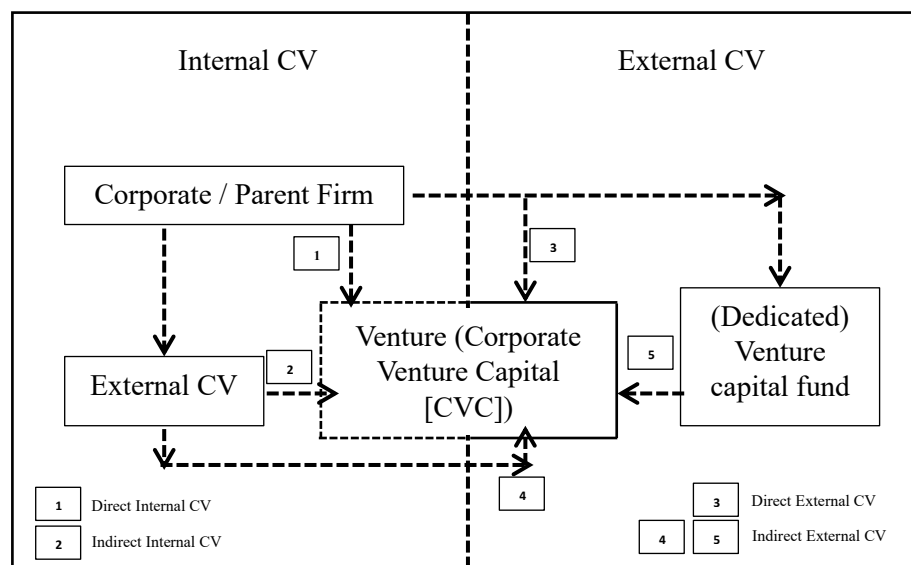 Internal CV
External CV
Corporate / Parent Firm
1
3
(Dedicated)
Venture
capital fund
Venture (Corporate
Venture Capital
[CVC])
5
2
External CV
4
1 Direct Internal CV
2 Indirect Internal CV
3 Direct External CV
4 5 Indirect External CV